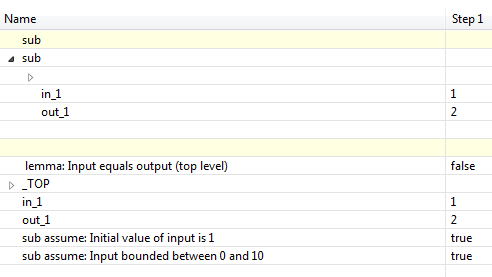 Name Step 1
sub
sub
in_1 1
out_1 2
lemma: Input equals output (top level) false
_TOP
in_1 1
out_1 2
sub assume: Initial value of input is 1 true
sub assume: Input bounded between 0 and 10 true